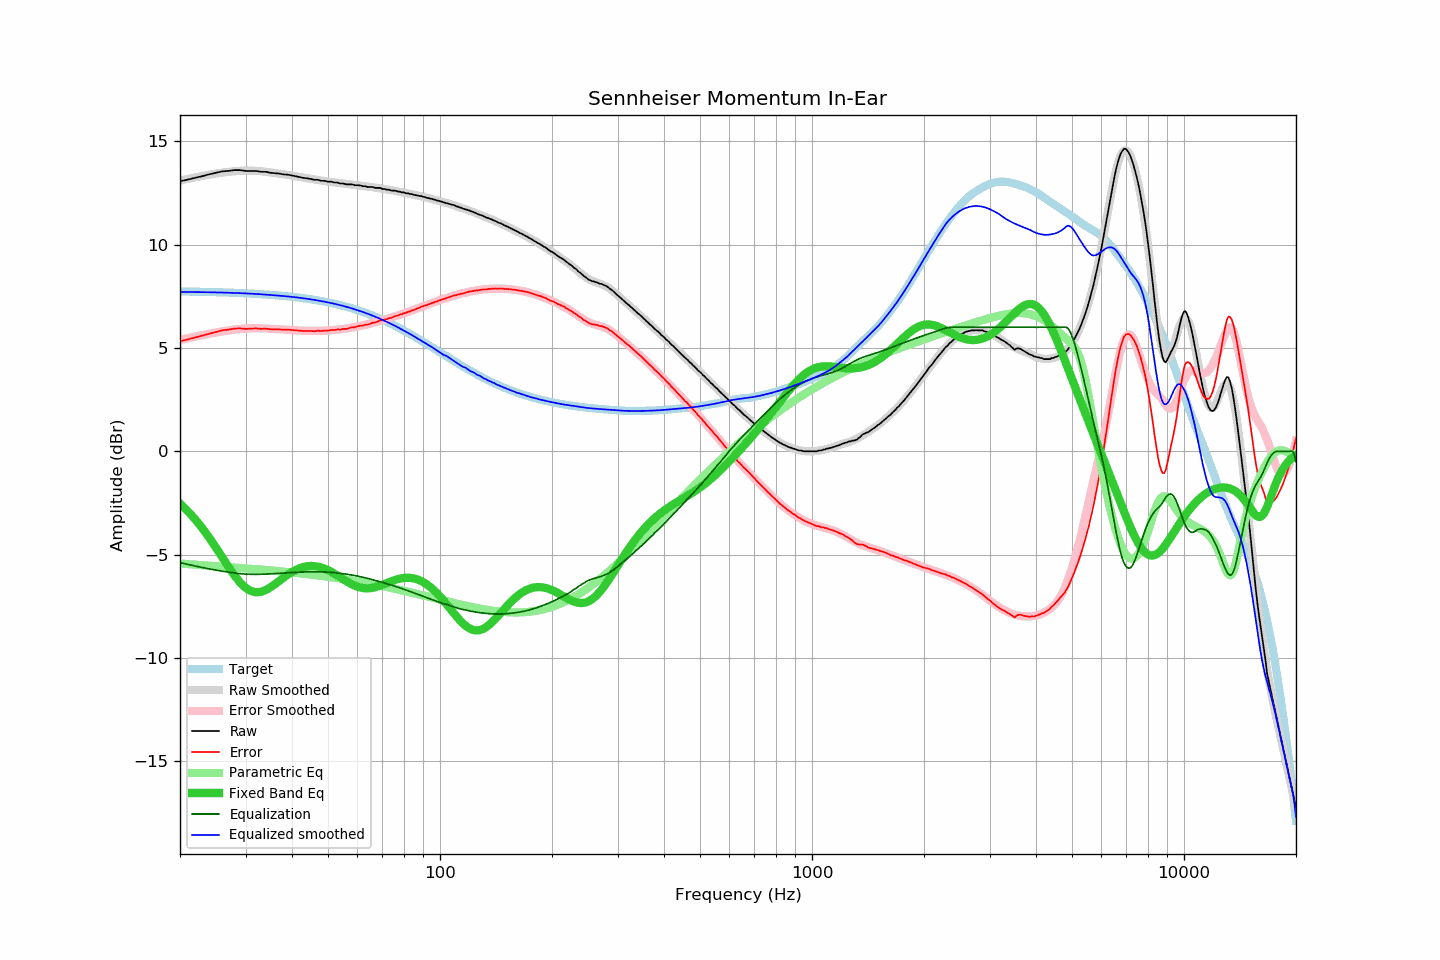 Sennheiser Momentum In-Ear
15
10
5
0
−5
−10
−15
Amplitude (dBr)
Target
Raw Smoothed
Error Smoothed
Raw
Error
Parametric Eq
Fixed Band Eq
Equalization
Equalized smoothed
100
1000
10000
Frequency (Hz)